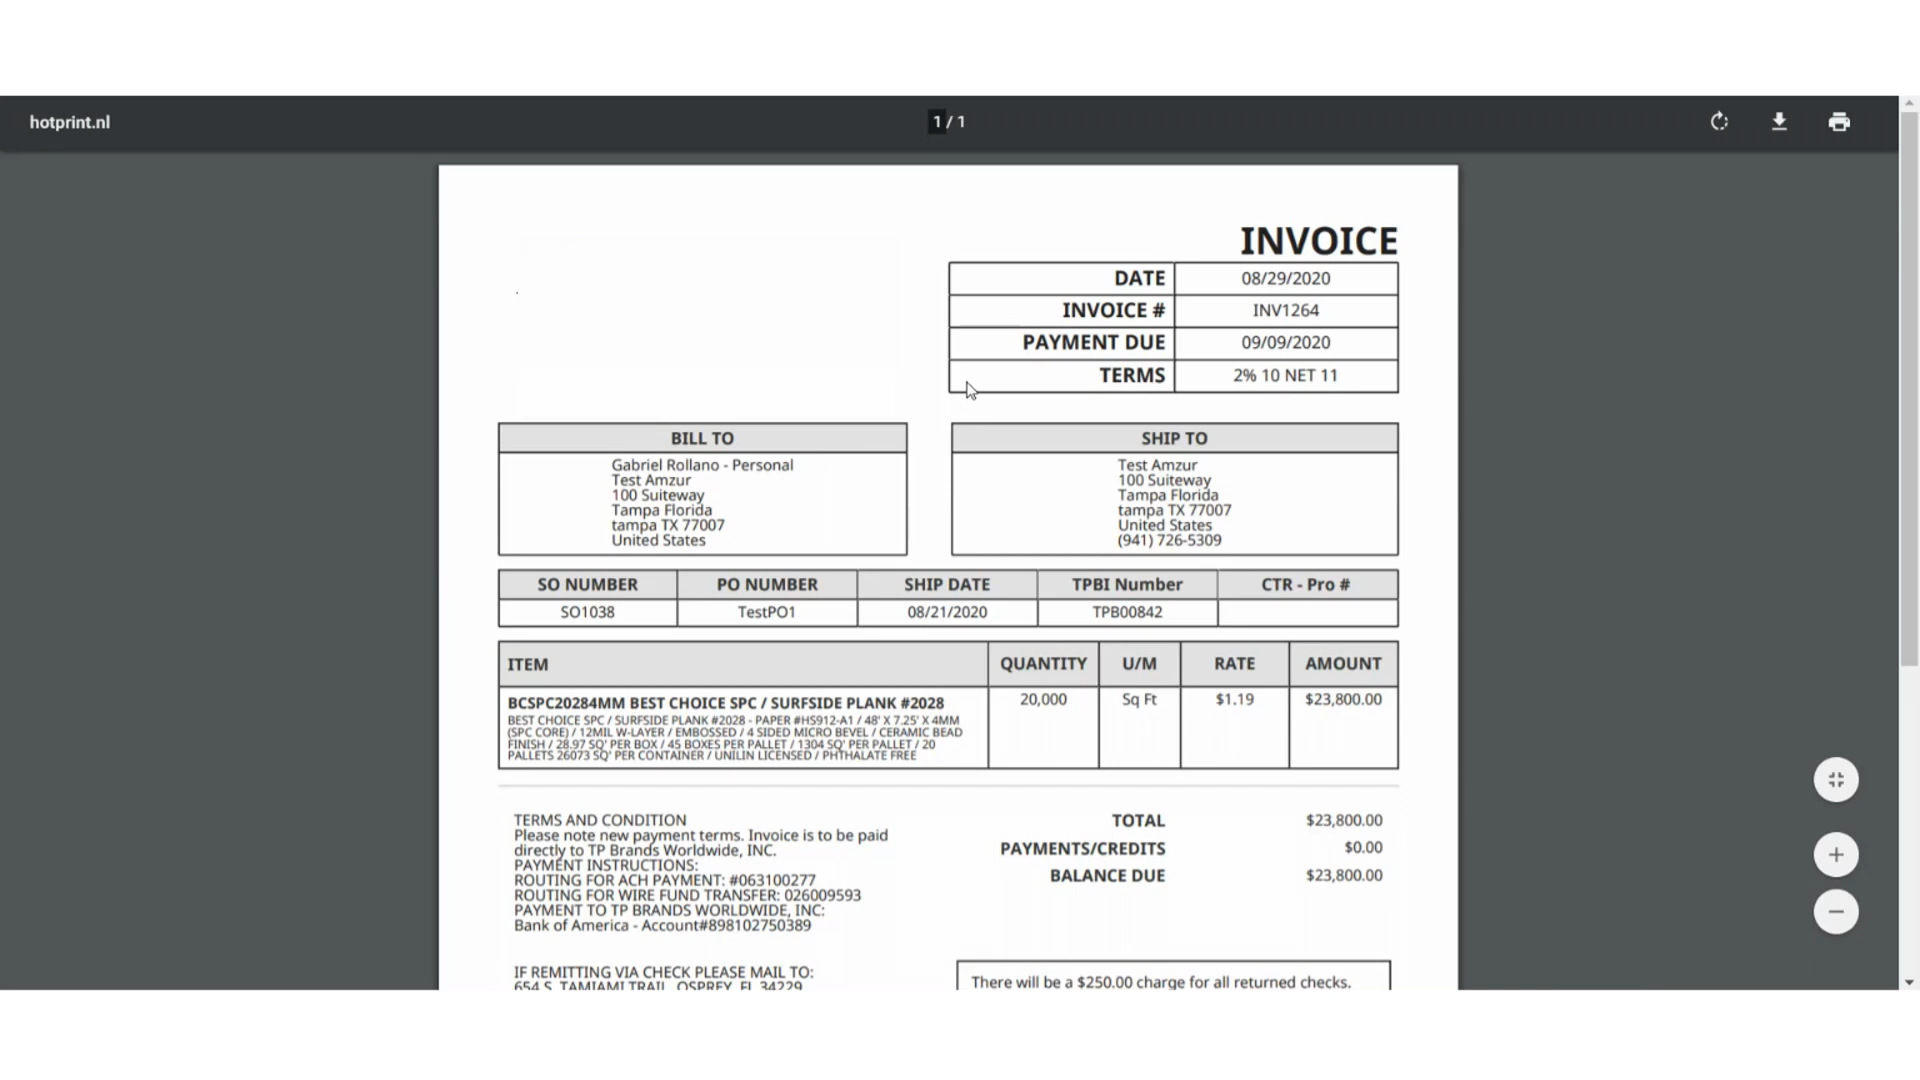 hotprint.nl
1 / 1
INVOICE
DATE 08/29/2020
INVOICE # INV1264
PAYMENT DUE 09/09/2020
TERMS 2% 10 NET 11
BILL TO
Gabriel Rollano - Personal
Test Amzur
100 Suiteway
Tampa Florida
tampa TX 77007
United States
SHIP TO
Test Amzur
100 Suiteway
Tampa Florida
tampa TX 77007
United States
(941) 726-5309
SO NUMBER PO NUMBER SHIP DATE TPBI Number CTR - Pro #
SO1038 TestPO1 08/21/2020 TPB00842
ITEM QUANTITY U/M RATE AMOUNT
BCSPC20284MM BEST CHOICE SPC / SURFSIDE PLANK #2028 20,000 Sq Ft $1.19 $23,800.00
BEST CHOICE SPC / SURFSIDE PLANK #2028 - PAPER #HS912-A1 / 48' X 7.25' X 4MM
(SPC CORE) / 12MIL W-LAYER / EMBOSSED / 4 SIDED MICRO BEVEL / CERAMIC BEAD
FINISH / 28.97 SQ' PER BOX / 45 BOXES PER PALLET / 1304 SQ' PER PALLET / 20
PALLETS 26073 SQ' PER CONTAINER / UNILIN LICENSED / PHTHALATE FREE
TERMS AND CONDITION
Please note new payment terms. Invoice is to be paid
directly to TP Brands Worldwide, INC.
PAYMENT INSTRUCTIONS:
ROUTING FOR ACH PAYMENT: #063100277
ROUTING FOR WIRE FUND TRANSFER: 026009593
PAYMENT TO TP BRANDS WORLDWIDE, INC:
Bank of America - Account#898102750389
TOTAL $23,800.00
PAYMENTS/CREDITS $0.00
BALANCE DUE $23,800.00
IF REMITTING VIA CHECK PLEASE MAIL TO:
654 S. TAMIAMI TRAIL, OSPREY, FL 34229
There will be a $250.00 charge for all returned checks.